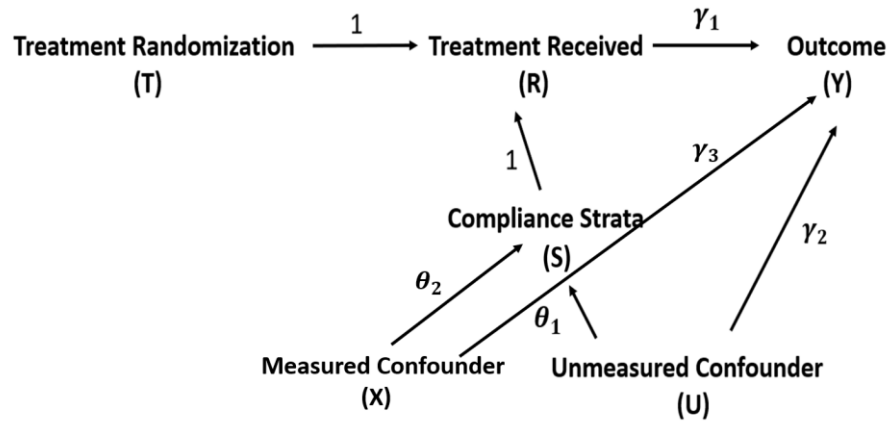 1
γ₁
Treatment Randomization
Treatment Received
Outcome
(T)
(R)
(Y)
γ₃
1
Compliance Strata
γ₂
(S)
θ₂
θ₁
Measured Confounder
Unmeasured Confounder
(X)
(U)